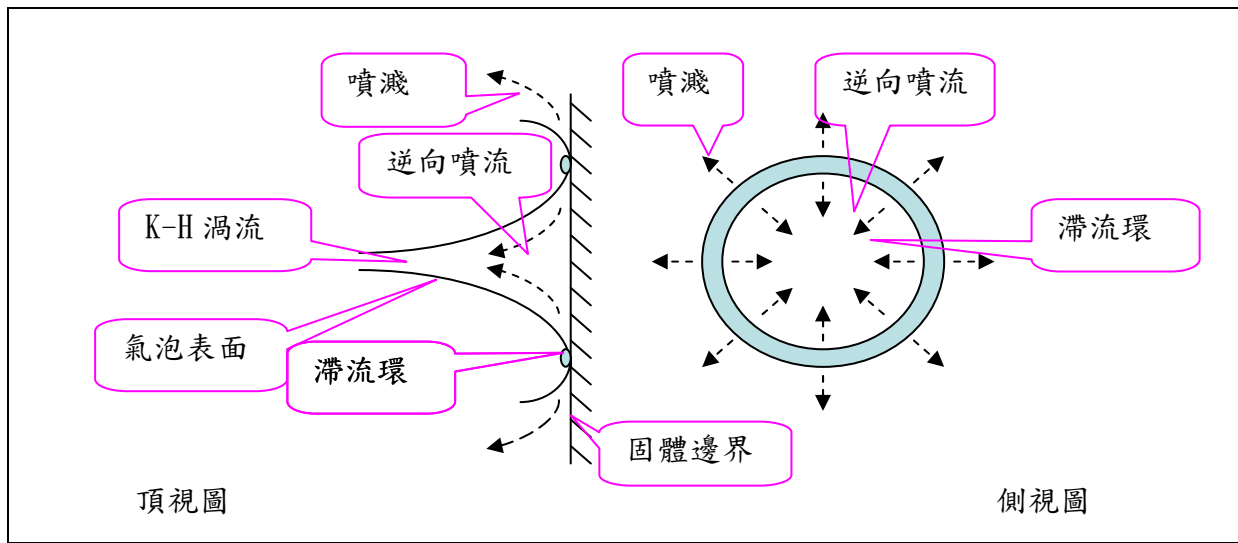 噴濺
逆向噴流
K-H 渦流
氣泡表面
滯流環
固體邊界
頂視圖
噴濺
逆向噴流
滯流環
側視圖